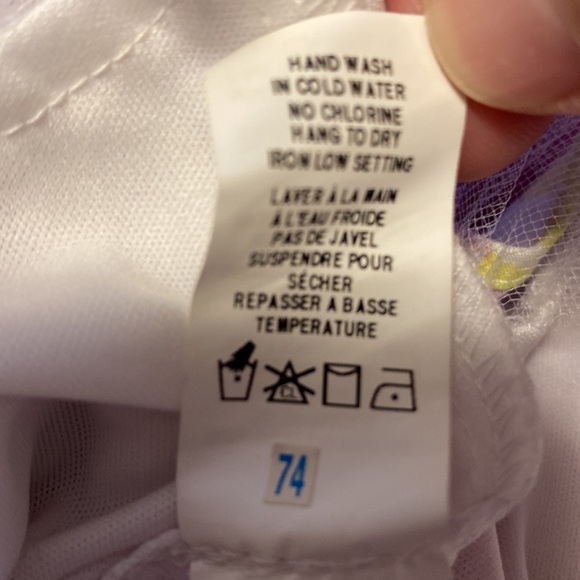 HAND WASH
IN COLD WATER
NO CHLORINE
HANG TO DRY
IRON LOW SETTING
LAVER À LA MAIN
À L'EAU FROIDE
PAS DE JAVEL
SUSPENDRE POUR
SÉCHER
REPASSER A BASSE
TEMPERATURE
CL
74